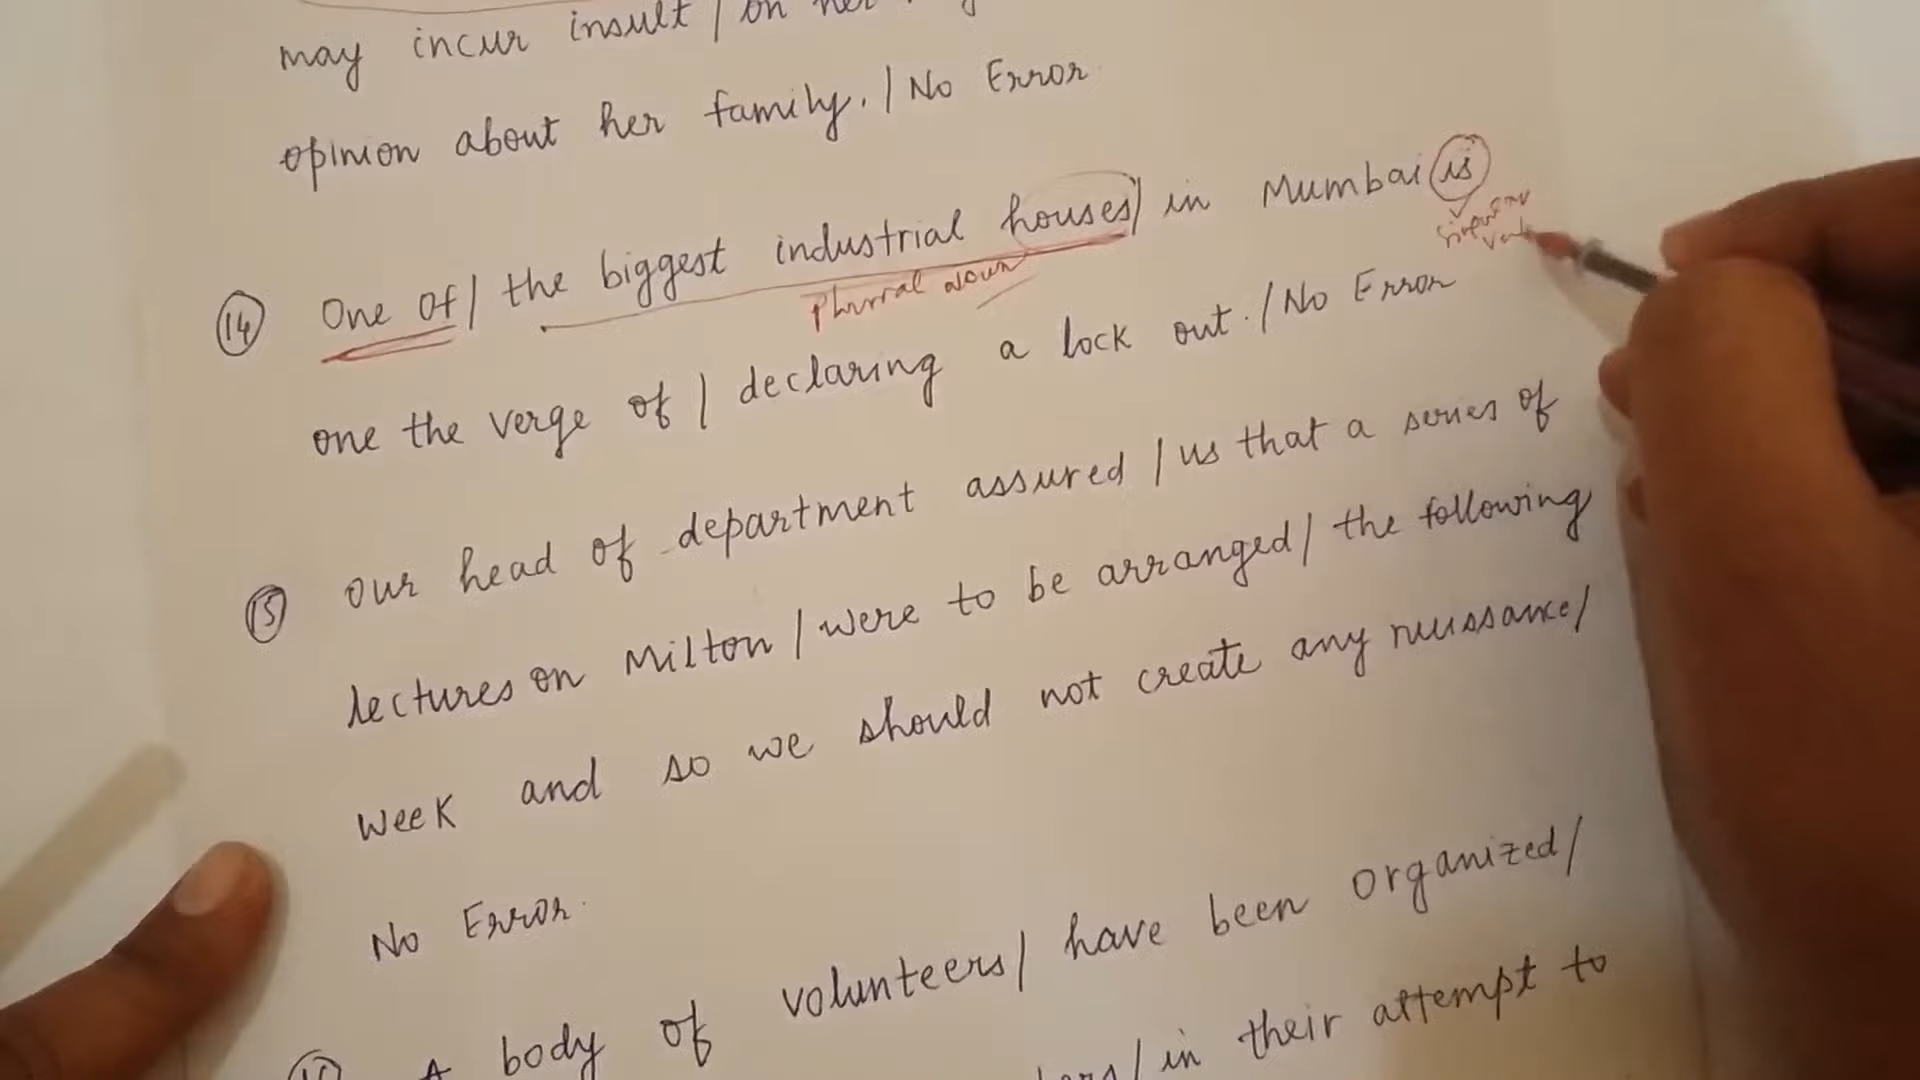 may incur insult / on her
opinion about her family. / No Error
(14) One of / the biggest industrial houses / in Mumbai is
Plurral Noun
verb
one the verge of / declaring a lock out. / No Error
(15) our head of department assured / us that a series of
lectures on Milton / were to be arranged / the following
week and so we should not create any nuissance /
No Error.
A body of volunteers / have been organized /
/ in their attempt to